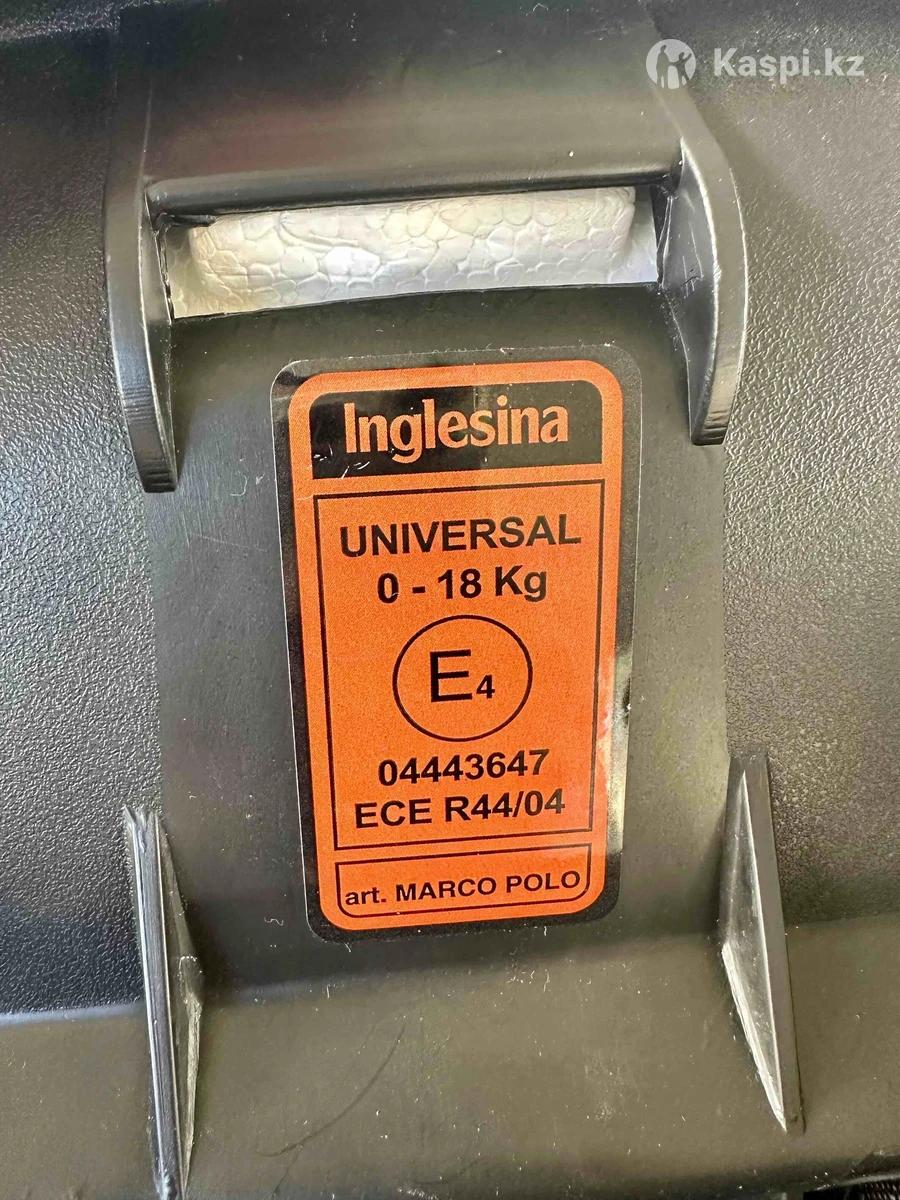 Kaspi.kz
Inglesina
UNIVERSAL
0 - 18 Kg
E4
04443647
ECE R44/04
art. MARCO POLO